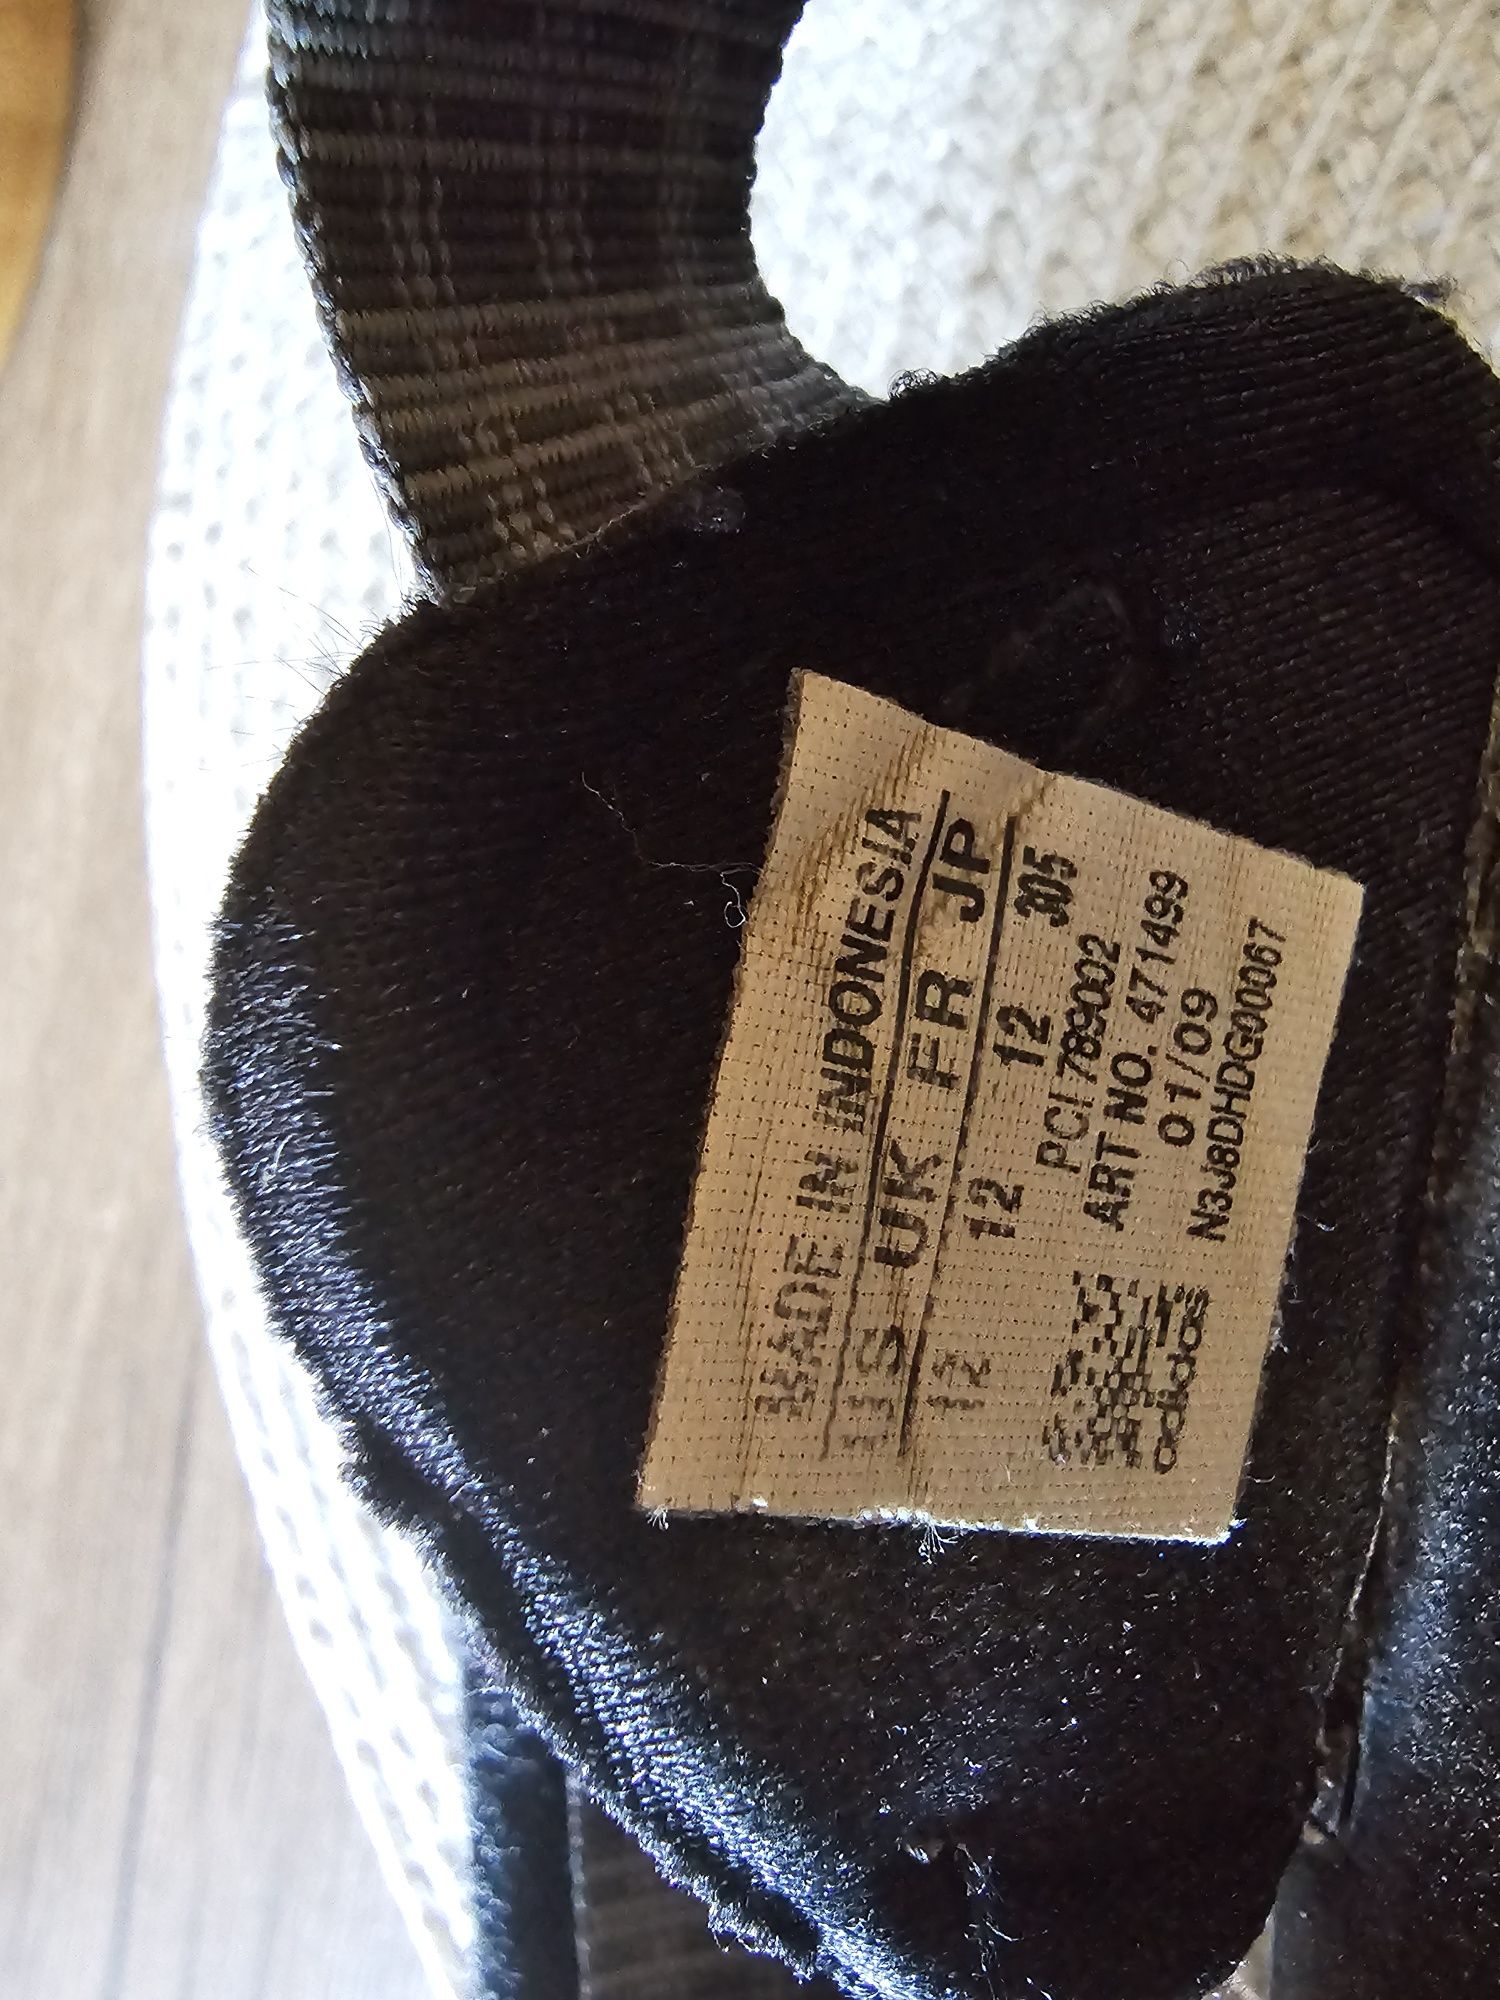 MADE IN INDONESIA
US UK FR JP
12 12 12 305
PCI 789002
ART NO. 471499
01/09
N3J8DHDG00067
adidas